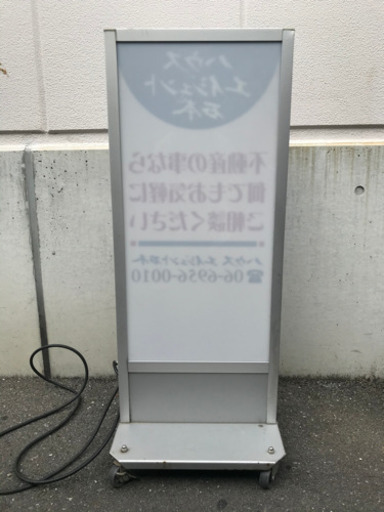 ハウス
エイジェント
日本
不動産の事なら
何でもお気軽に
ご相談ください
ハウスエイジェント日本
☎06-6956-0010